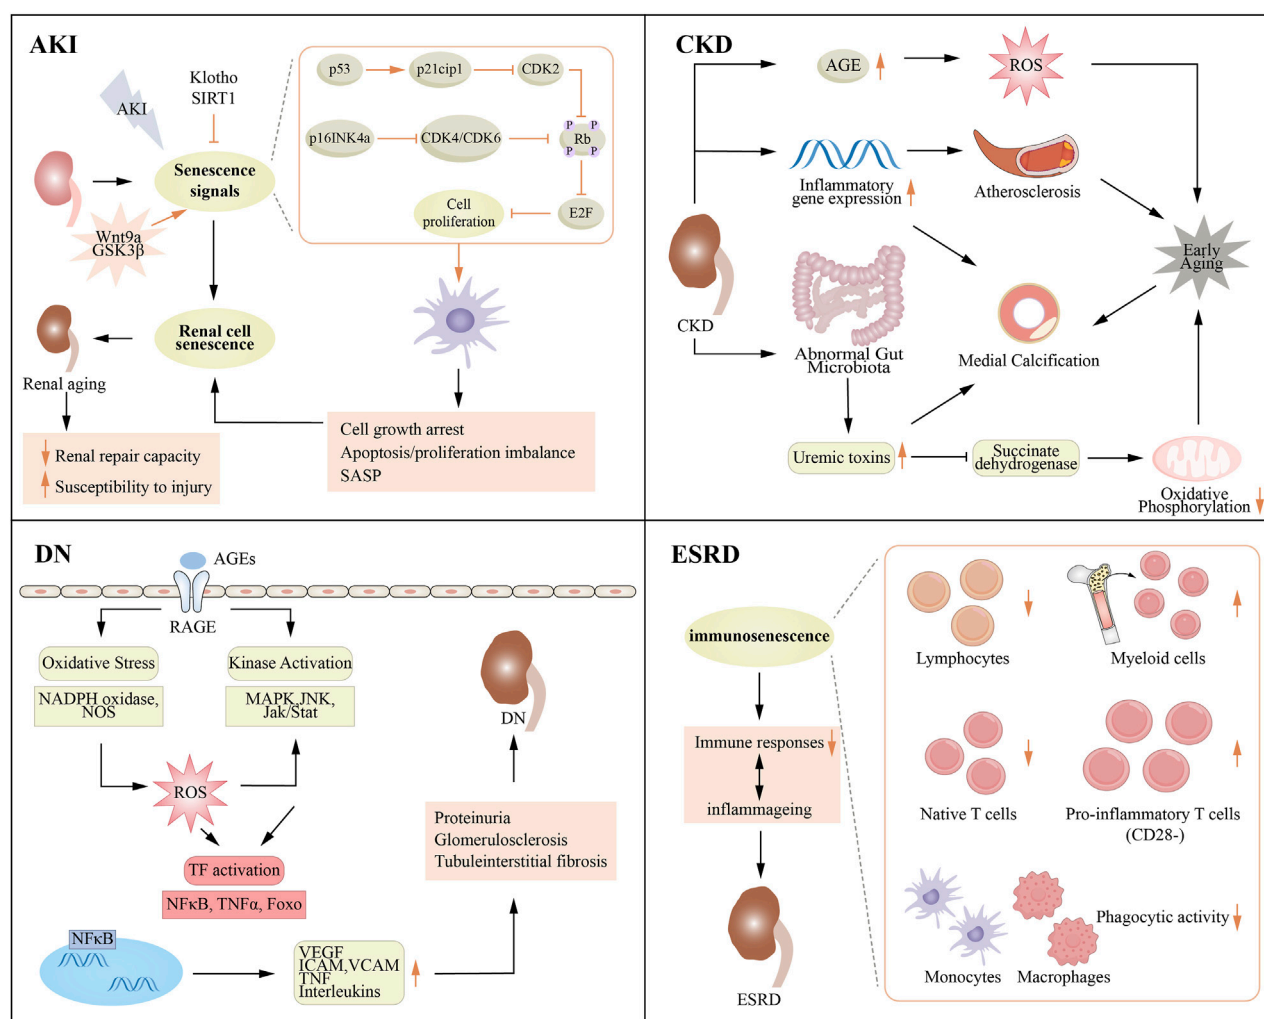 AKI
AKI
Klotho
SIRT1
Senescence
signals
Wnt9a
GSK3β
Renal cell
senescence
Renal aging
Renal repair capacity
Susceptibility to injury
p53
p21cip1
CDK2
p16INK4a
CDK4/CDK6
P P
Rb
P P
Cell
proliferation
E2F
Cell growth arrest
Apoptosis/proliferation imbalance
SASP
CKD
AGE
ROS
Inflammatory
gene expression
Atherosclerosis
Early
Aging
CKD
Abnormal Gut
Microbiota
Medial Calcification
Uremic toxins
Succinate
dehydrogenase
Oxidative
Phosphorylation
DN
AGEs
RAGE
Oxidative Stress
Kinase Activation
NADPH oxidase,
NOS
MAPK,JNK,
Jak/Stat
ROS
TF activation
NFκB, TNFα, Foxo
NFκB
VEGF
ICAM,VCAM
TNF
Interleukins
DN
Proteinuria
Glomerulosclerosis
Tubuleinterstitial fibrosis
ESRD
immunosenescence
Immune responses
inflammageing
ESRD
Lymphocytes
Myeloid cells
Native T cells
Pro-inflammatory T cells
(CD28-)
Phagocytic activity
Monocytes
Macrophages